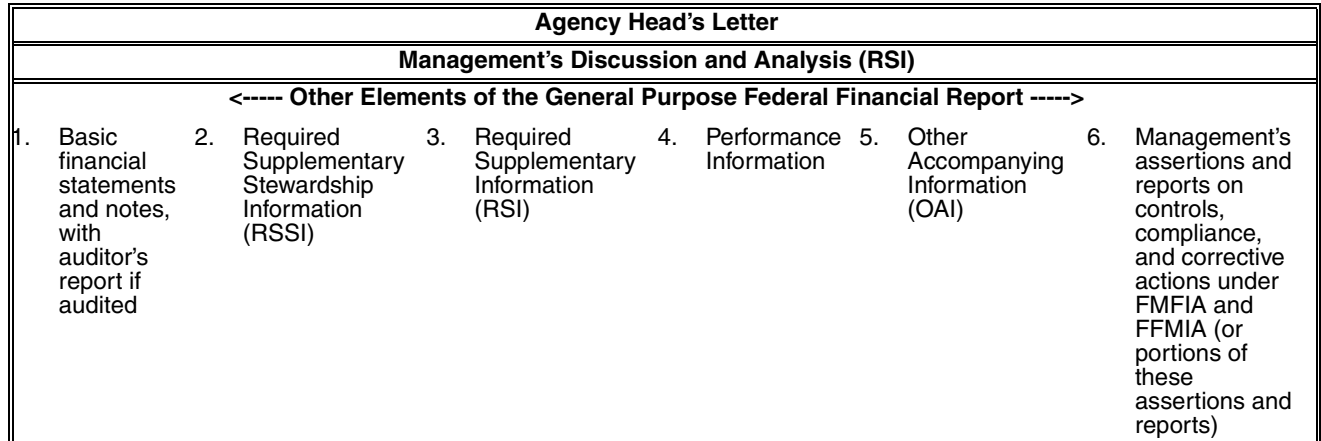 Agency Head’s Letter
Management’s Discussion and Analysis (RSI)
<----- Other Elements of the General Purpose Federal Financial Report ----->
1. Basic
financial
statements
and notes,
with
auditor’s
report if
audited
2. Required
Supplementary
Stewardship
Information
(RSSI)
3. Required
Supplementary
Information
(RSI)
4. Performance
Information
5. Other
Accompanying
Information
(OAI)
6. Management’s
assertions and
reports on
controls,
compliance,
and corrective
actions under
FMFIA and
FFMIA (or
portions of
these
assertions and
reports)